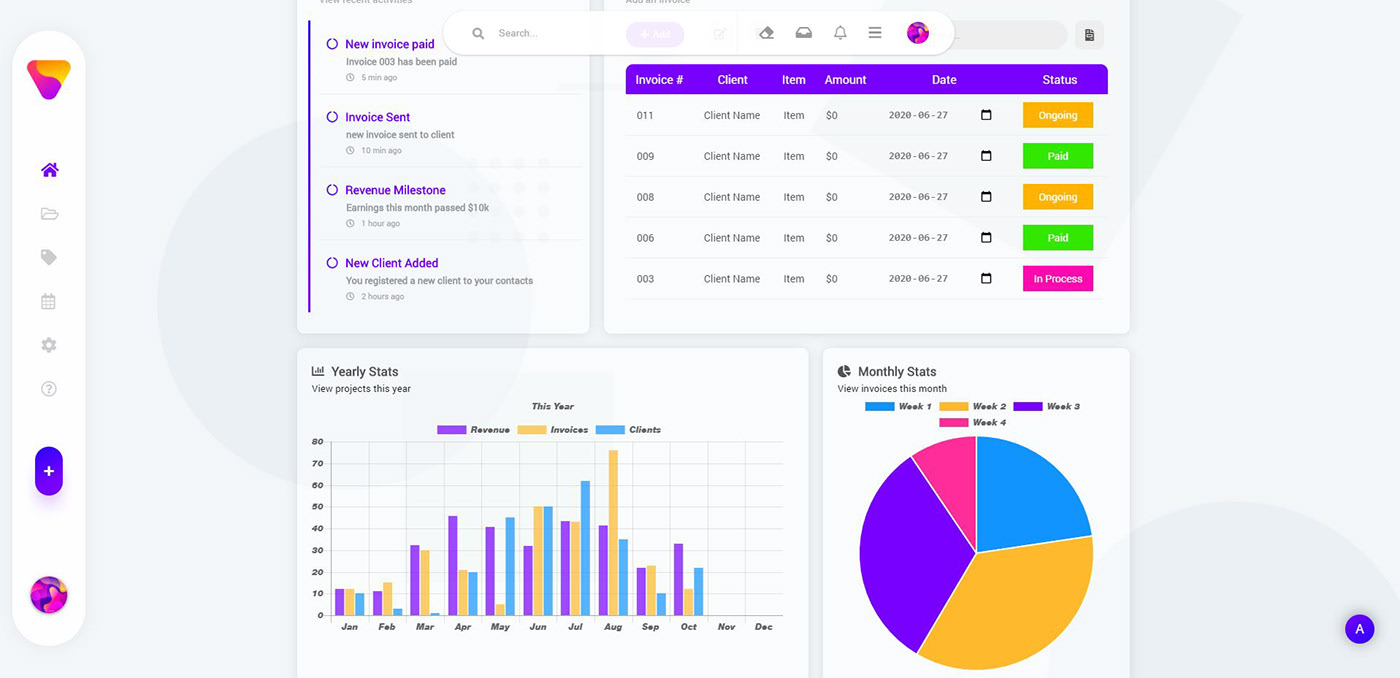 View recent activities
Add an invoice
Search...
+ Add
New invoice paid
Invoice 003 has been paid
5 min ago
Invoice Sent
new invoice sent to client
10 min ago
Revenue Milestone
Earnings this month passed $10k
1 hour ago
New Client Added
You registered a new client to your contacts
2 hours ago
Invoice # Client Item Amount Date Status
011 Client Name Item $0 2020-06-27 Ongoing
009 Client Name Item $0 2020-06-27 Paid
008 Client Name Item $0 2020-06-27 Ongoing
006 Client Name Item $0 2020-06-27 Paid
003 Client Name Item $0 2020-06-27 In Process
Yearly Stats
View projects this year
This Year
Revenue Invoices Clients
80
70
60
50
40
30
20
10
0
Jan Feb Mar Apr May Jun Jul Aug Sep Oct Nov Dec
Monthly Stats
View invoices this month
Week 1 Week 2 Week 3
Week 4
A